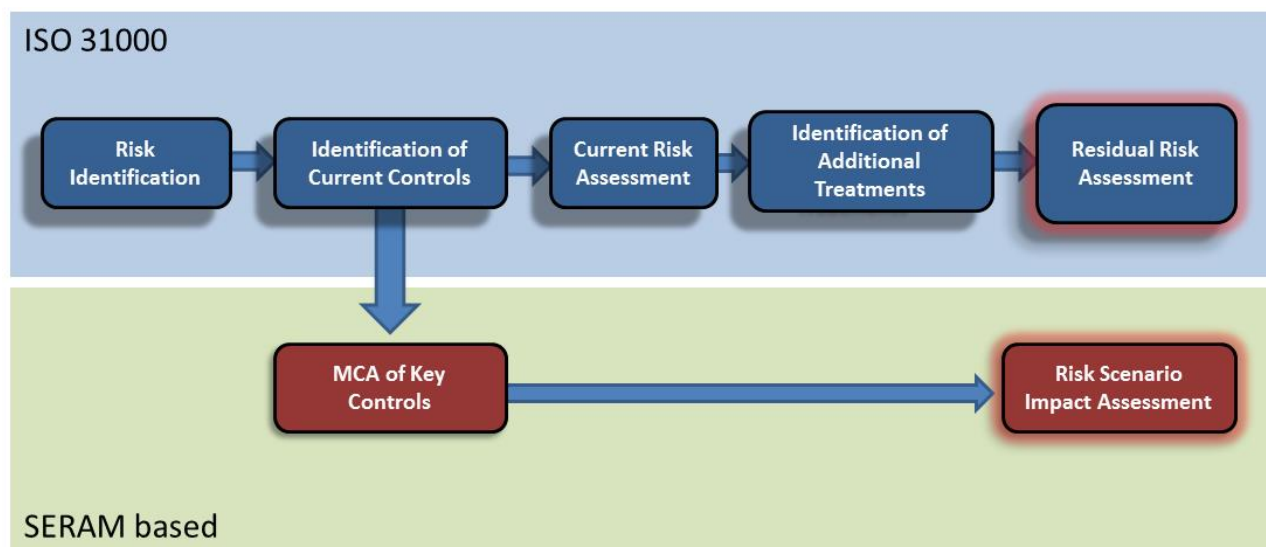 ISO 31000
Risk
Identification
Identification of
Current Controls
Current Risk
Assessment
Identification of
Additional
Treatments
Residual Risk
Assessment
MCA of Key
Controls
Risk Scenario
Impact Assessment
SERAM based